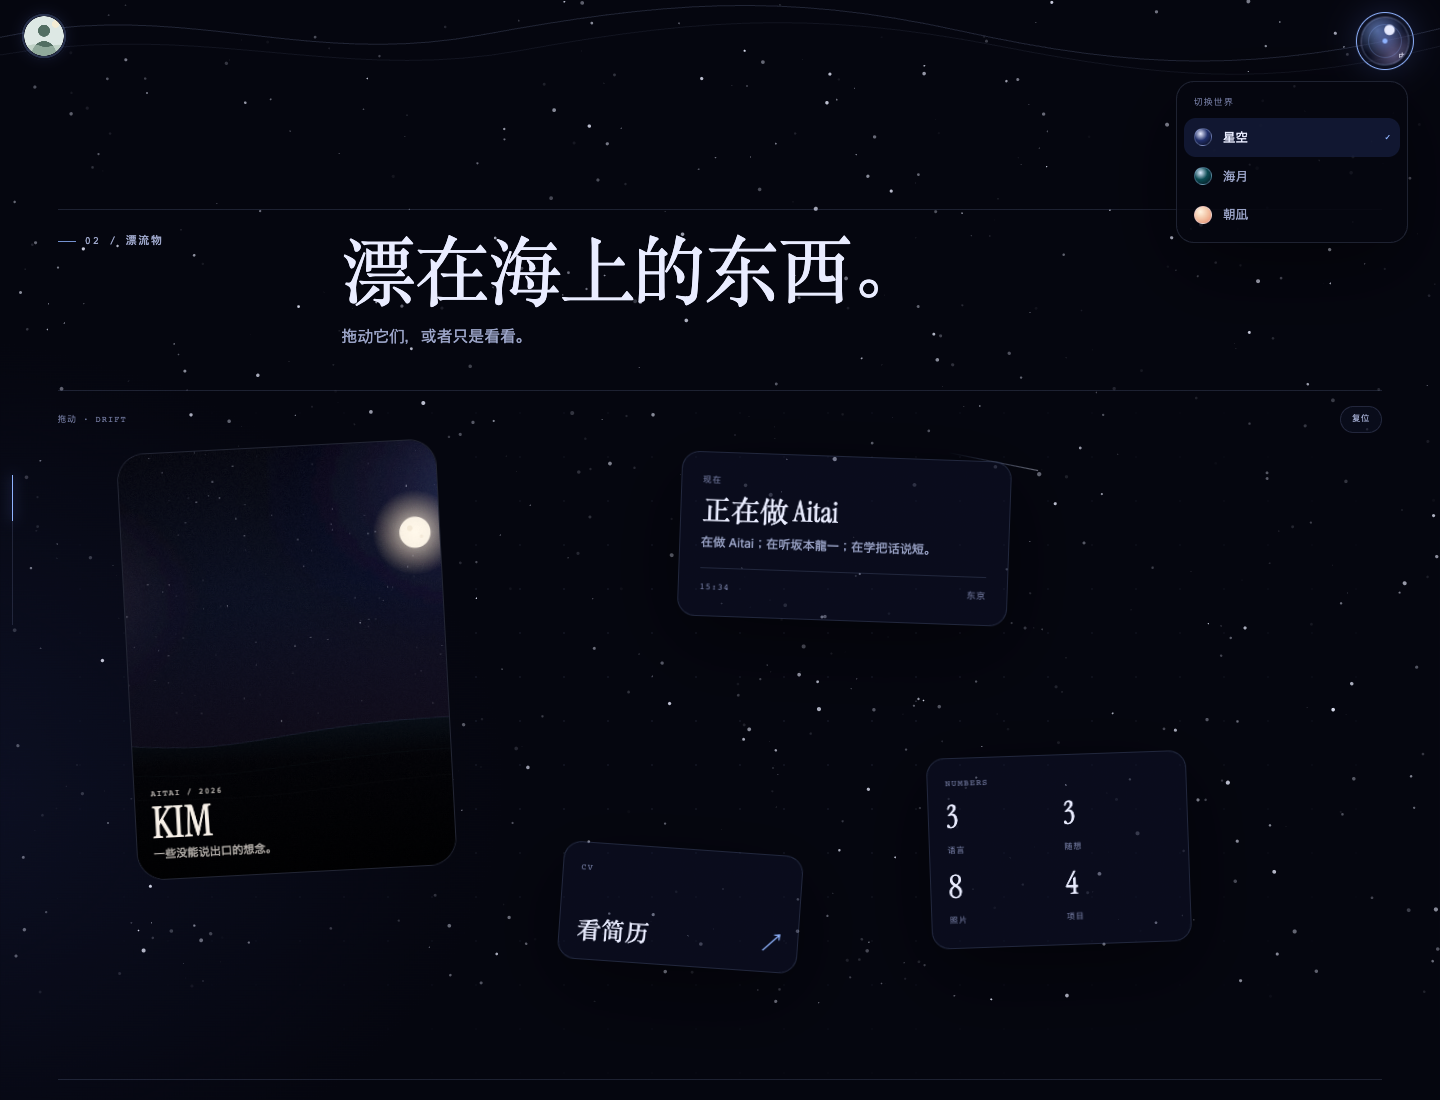 切换世界
星空 ✓
海月
朝凪
02 / 漂流物
漂在海上的东西。
拖动它们，或者只是看看。
拖动 · DRIFT
复位
现在
正在做 Aitai
在做 Aitai；在听坂本龍一；在学把话说短。
15:34
东京
AITAI / 2026
KIM
一些没能说出口的想念。
NUMBERS
3
3
语言
随想
8
4
照片
项目
CV
看简历